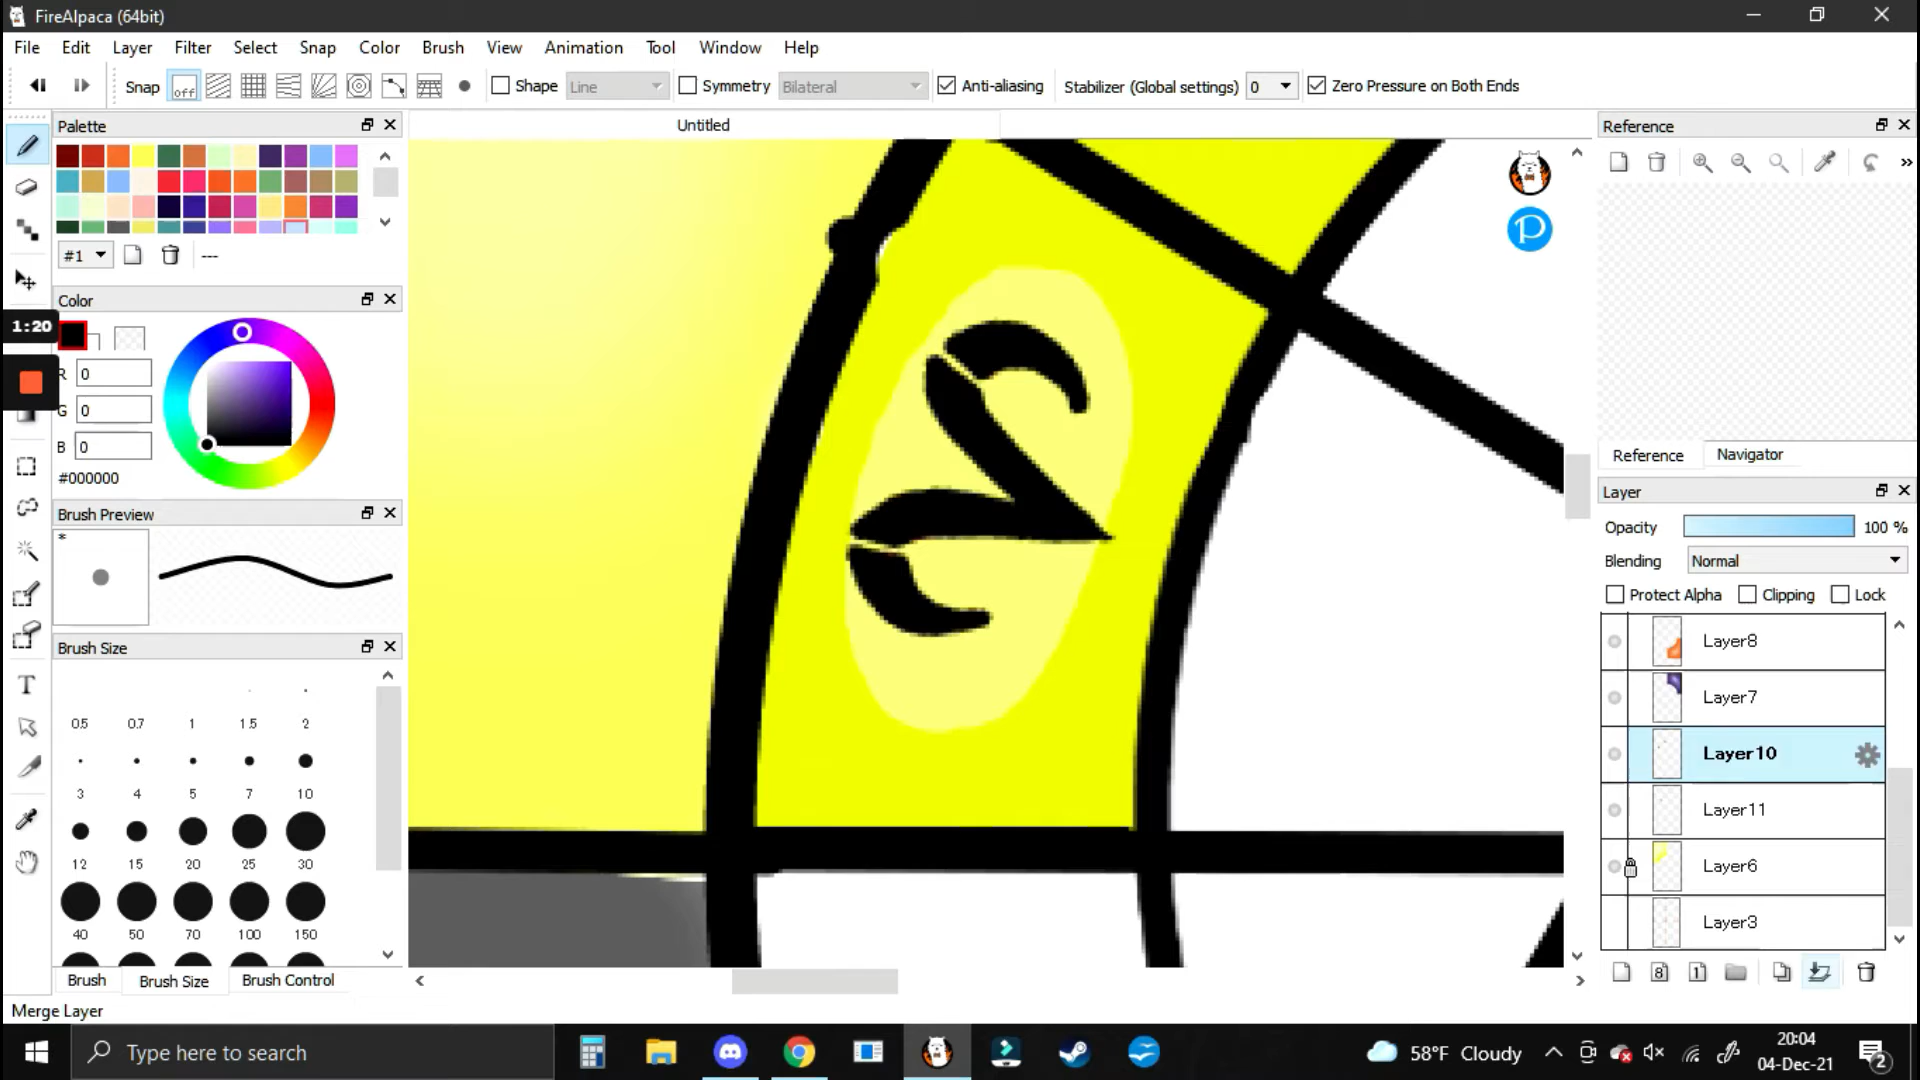 FireAlpaca (64bit)
File Edit Layer Filter Select Snap Color Brush View Animation Tool Window Help
Snap off Shape Line Symmetry Bilateral Anti-aliasing Stabilizer (Global settings) 0 Zero Pressure on Both Ends
Palette
Untitled
Reference
#1 ---
Color
1:20
R 0
G 0
B 0
#000000
Reference Navigator
Layer
Brush Preview
*
Opacity 100 %
Blending Normal
Protect Alpha Clipping Lock
Brush Size
Layer8
0.5 0.7 1 1.5 2
Layer7
3 4 5 7 10
Layer10
12 15 20 25 30
Layer11
40 50 70 100 150
Layer6
Layer3
Brush Brush Size Brush Control
8 1
Merge Layer
Type here to search
58°F Cloudy
20:04
04-Dec-21
2